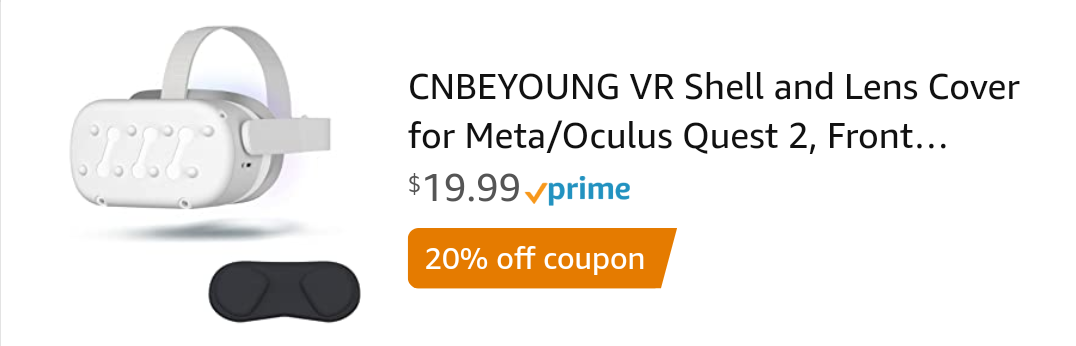 CNBEYOUNG VR Shell and Lens Cover
for Meta/Oculus Quest 2, Front...
$19.99 prime
20% off coupon